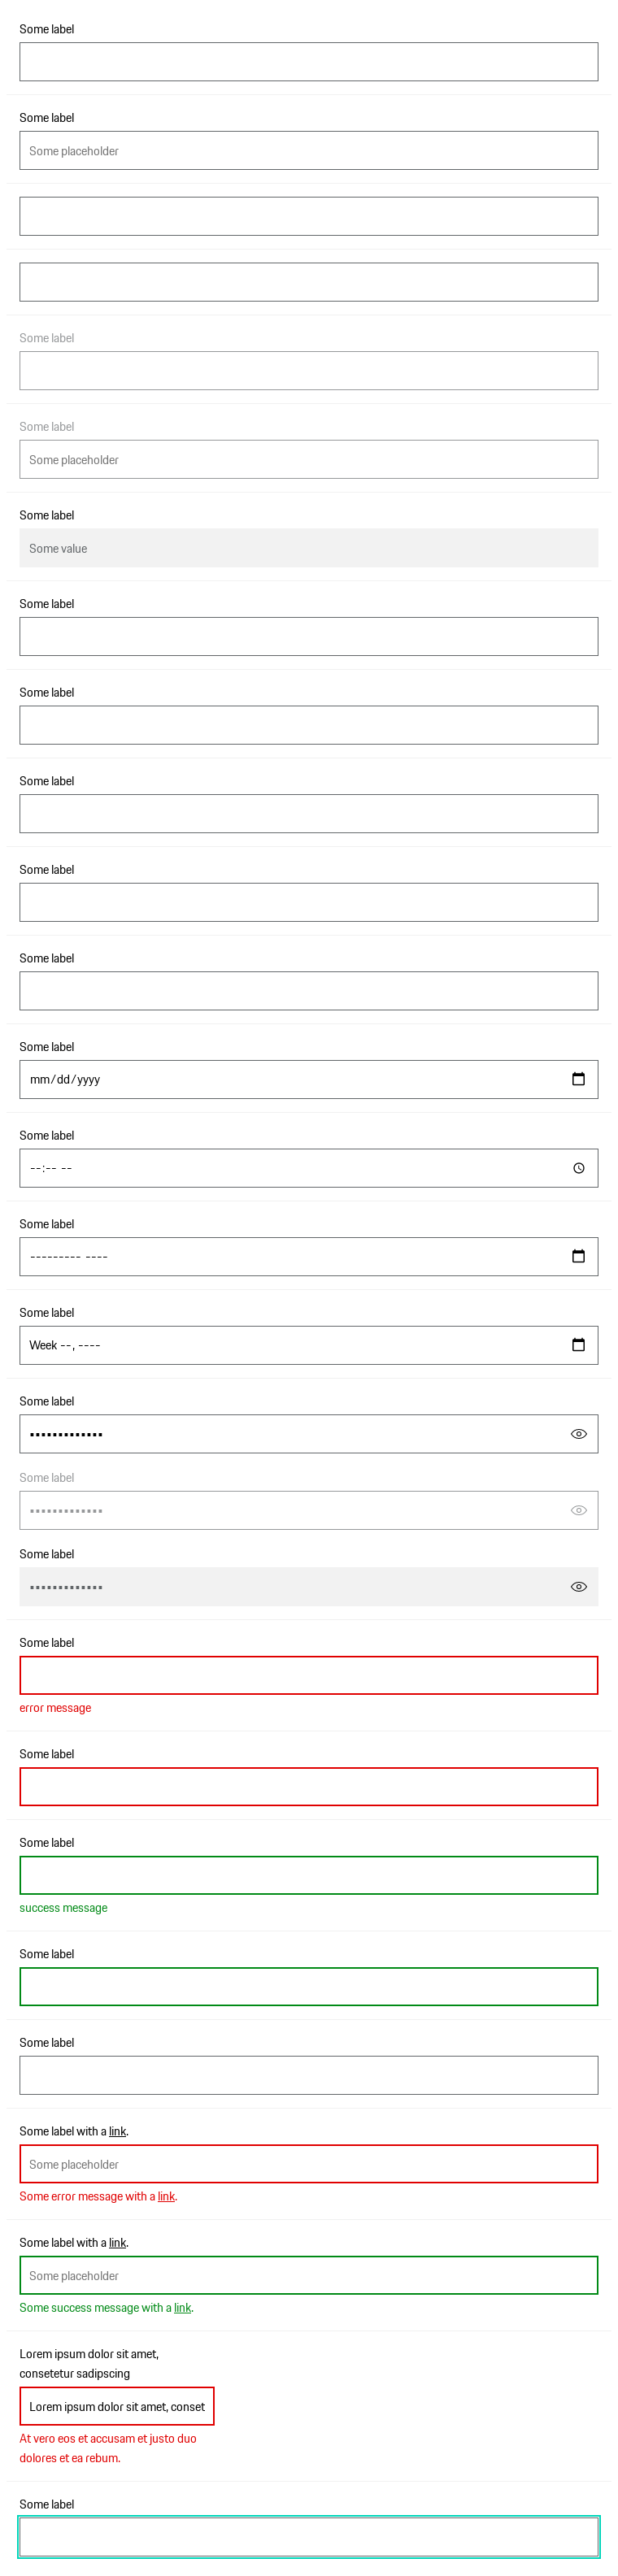 Some label
Some label
Some placeholder
Some label
Some label
Some placeholder
Some label
Some value
Some label
Some label
Some label
Some label
Some label
Some label
mm/dd/yyyy
Some label
--:-- --
Some label
--------- ----
Some label
Week --, ----
Some label
•••••••••••••
Some label
•••••••••••••
Some label
•••••••••••••
Some label
error message
Some label
Some label
success message
Some label
Some label
Some label with a link.
Some placeholder
Some error message with a link.
Some label with a link.
Some placeholder
Some success message with a link.
Lorem ipsum dolor sit amet,
consetetur sadipscing
Lorem ipsum dolor sit amet, conset
At vero eos et accusam et justo duo
dolores et ea rebum.
Some label